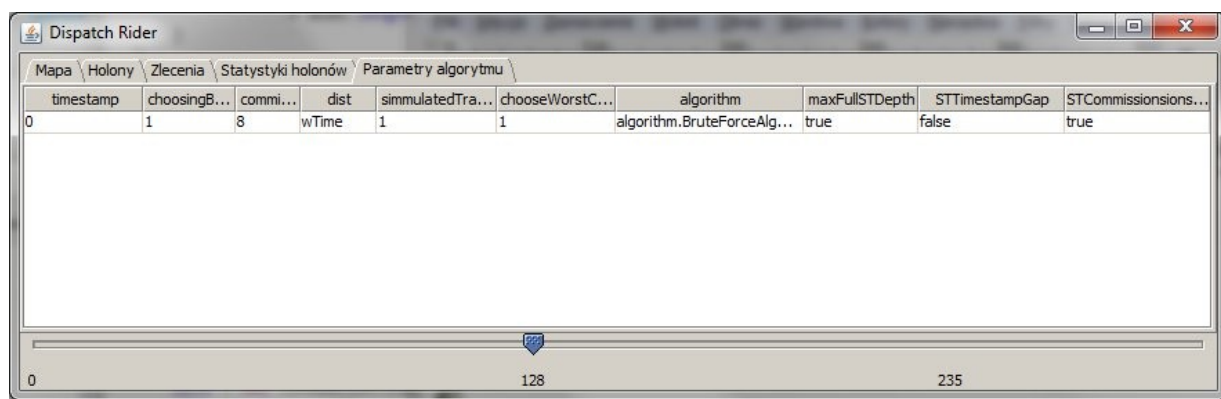 Dispatch Rider
Mapa Holony Zlecenia Statystyki holonów Parametry algorytmu
timestamp choosingB... commi... dist simmulatedTra... chooseWorstC... algorithm maxFullSTDepth STTimestampGap STCommissionsions...
0 1 8 wTime 1 1 algorithm.BruteForceAlg... true false true
0 128 235